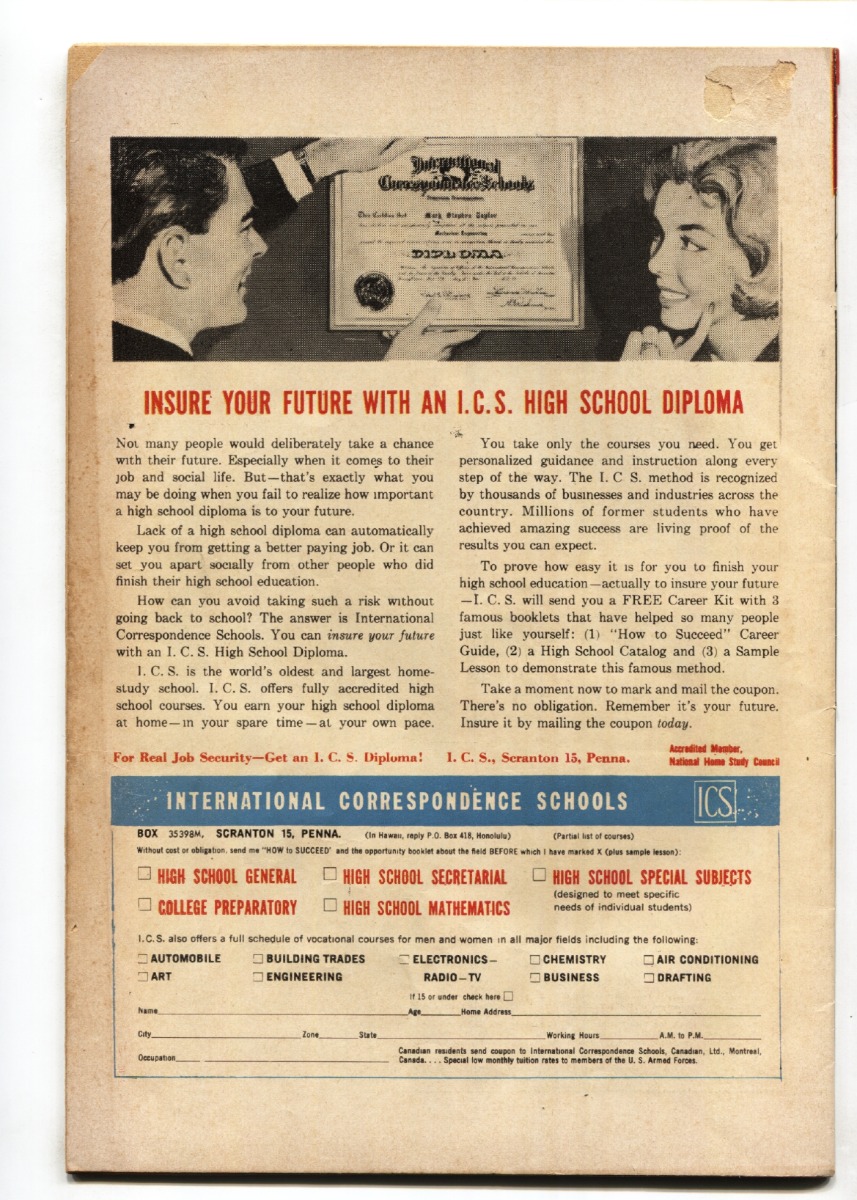 International
Correspondence Schools
This Certifies that Mark Stephen Taylor
Mechanical Engineering
DIPLOMA
INSURE YOUR FUTURE WITH AN I.C.S. HIGH SCHOOL DIPLOMA
Not many people would deliberately take a chance
with their future. Especially when it comes to their
job and social life. But—that's exactly what you
may be doing when you fail to realize how important
a high school diploma is to your future.
Lack of a high school diploma can automatically
keep you from getting a better paying job. Or it can
set you apart socially from other people who did
finish their high school education.
How can you avoid taking such a risk without
going back to school? The answer is International
Correspondence Schools. You can insure your future
with an I. C. S. High School Diploma.
I. C. S. is the world's oldest and largest home-
study school. I. C. S. offers fully accredited high
school courses. You earn your high school diploma
at home—in your spare time—at your own pace.
You take only the courses you need. You get
personalized guidance and instruction along every
step of the way. The I. C S. method is recognized
by thousands of businesses and industries across the
country. Millions of former students who have
achieved amazing success are living proof of the
results you can expect.
To prove how easy it is for you to finish your
high school education—actually to insure your future
—I. C. S. will send you a FREE Career Kit with 3
famous booklets that have helped so many people
just like yourself: (1) "How to Succeed" Career
Guide, (2) a High School Catalog and (3) a Sample
Lesson to demonstrate this famous method.
Take a moment now to mark and mail the coupon.
There's no obligation. Remember it's your future.
Insure it by mailing the coupon today.
For Real Job Security—Get an I. C. S. Diploma! I. C. S., Scranton 15, Penna.
Accredited Member,
National Home Study Council
INTERNATIONAL CORRESPONDENCE SCHOOLS ICS
BOX 35398M, SCRANTON 15, PENNA. (In Hawaii, reply P.O. Box 418, Honolulu) (Partial list of courses)
Without cost or obligation, send me "HOW to SUCCEED" and the opportunity booklet about the field BEFORE which I have marked X (plus sample lesson):
HIGH SCHOOL GENERAL HIGH SCHOOL SECRETARIAL HIGH SCHOOL SPECIAL SUBJECTS
(designed to meet specific
needs of individual students)
COLLEGE PREPARATORY HIGH SCHOOL MATHEMATICS
I.C.S. also offers a full schedule of vocational courses for men and women in all major fields including the following:
AUTOMOBILE BUILDING TRADES ELECTRONICS— CHEMISTRY AIR CONDITIONING
ART ENGINEERING RADIO—TV BUSINESS DRAFTING
If 15 or under check here
Name Age Home Address
City Zone State Working Hours A.M. to P.M.
Occupation
Canadian residents send coupon to International Correspondence Schools, Canadian, Ltd., Montreal,
Canada. . . . Special low monthly tuition rates to members of the U. S. Armed Forces.